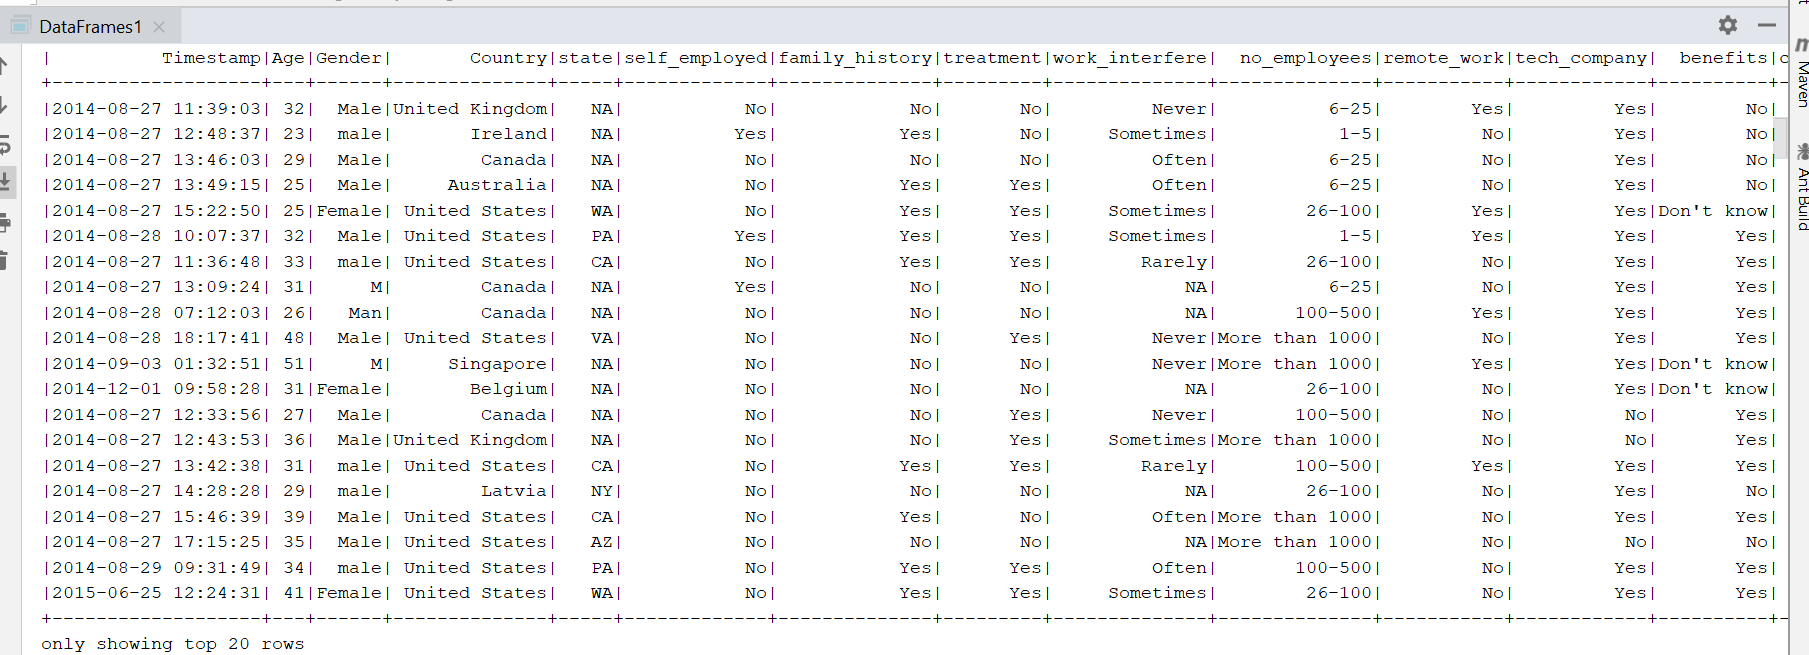 DataFrames1
|           Timestamp|Age|Gender|       Country|state|self_employed|family_history|treatment|work_interfere|  no_employees|remote_work|tech_company|  benefits|c
+-------------------+---+------+--------------+-----+-------------+--------------+---------+--------------+--------------+-----------+------------+----------+-
|2014-08-27 11:39:03| 32|  Male|United Kingdom|   NA|           No|            No|       No|         Never|          6-25|        Yes|         Yes|        No|
|2014-08-27 12:48:37| 23|  male|       Ireland|   NA|          Yes|           Yes|       No|     Sometimes|           1-5|         No|         Yes|        No|
|2014-08-27 13:46:03| 29|  Male|        Canada|   NA|           No|            No|       No|         Often|          6-25|         No|         Yes|        No|
|2014-08-27 13:49:15| 25|  Male|     Australia|   NA|           No|           Yes|      Yes|         Often|          6-25|         No|         Yes|        No|
|2014-08-27 15:22:50| 25|Female| United States|   WA|           No|           Yes|      Yes|     Sometimes|        26-100|        Yes|         Yes|Don't know|
|2014-08-28 10:07:37| 32|  Male| United States|   PA|          Yes|           Yes|      Yes|     Sometimes|           1-5|        Yes|         Yes|       Yes|
|2014-08-27 11:36:48| 33|  male| United States|   CA|           No|           Yes|      Yes|        Rarely|        26-100|         No|         Yes|       Yes|
|2014-08-27 13:09:24| 31|     M|        Canada|   NA|          Yes|            No|       No|            NA|          6-25|         No|         Yes|       Yes|
|2014-08-28 07:12:03| 26|   Man|        Canada|   NA|           No|            No|       No|            NA|       100-500|        Yes|         Yes|       Yes|
|2014-08-28 18:17:41| 48|  Male| United States|   VA|           No|            No|      Yes|         Never|More than 1000|         No|         Yes|       Yes|
|2014-09-03 01:32:51| 51|     M|     Singapore|   NA|           No|            No|       No|         Never|More than 1000|        Yes|         Yes|Don't know|
|2014-12-01 09:58:28| 31|Female|       Belgium|   NA|           No|            No|       No|            NA|        26-100|         No|         Yes|Don't know|
|2014-08-27 12:33:56| 27|  Male|        Canada|   NA|           No|            No|      Yes|         Never|       100-500|         No|          No|       Yes|
|2014-08-27 12:43:53| 36|  Male|United Kingdom|   NA|           No|            No|      Yes|     Sometimes|More than 1000|         No|          No|       Yes|
|2014-08-27 13:42:38| 31|  male| United States|   CA|           No|           Yes|      Yes|        Rarely|       100-500|        Yes|         Yes|       Yes|
|2014-08-27 14:28:28| 29|  male|        Latvia|   NY|           No|            No|       No|            NA|        26-100|         No|         Yes|        No|
|2014-08-27 15:46:39| 39|  Male| United States|   CA|           No|           Yes|       No|         Often|More than 1000|         No|         Yes|       Yes|
|2014-08-27 17:15:25| 35|  Male| United States|   AZ|           No|            No|       No|            NA|More than 1000|         No|          No|        No|
|2014-08-29 09:31:49| 34|  male| United States|   PA|           No|           Yes|      Yes|         Often|       100-500|         No|         Yes|       Yes|
|2015-06-25 12:24:31| 41|Female| United States|   WA|           No|           Yes|      Yes|     Sometimes|        26-100|         No|         Yes|       Yes|
+-------------------+---+------+--------------+-----+-------------+--------------+---------+--------------+--------------+-----------+------------+----------+-
only showing top 20 rows
m Maven
Ant Build